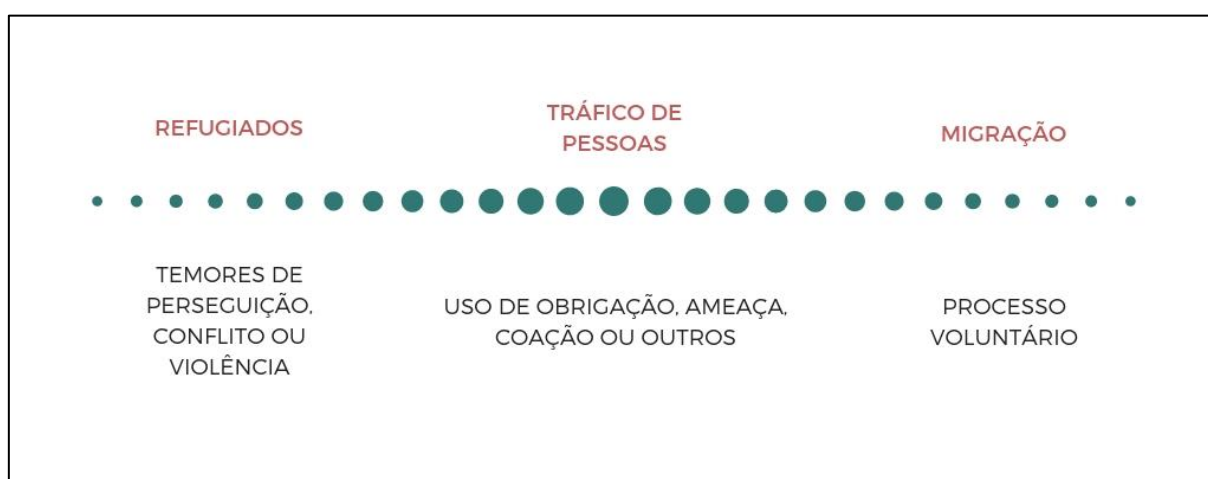 REFUGIADOS
TRÁFICO DE
PESSOAS
MIGRAÇÃO
TEMORES DE
PERSEGUIÇÃO,
CONFLITO OU
VIOLÊNCIA
USO DE OBRIGAÇÃO, AMEAÇA,
COAÇÃO OU OUTROS
PROCESSO
VOLUNTÁRIO